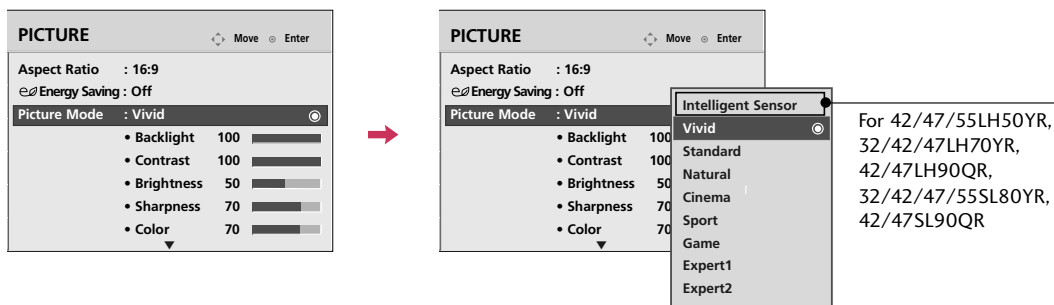 PICTURE Move Enter
Aspect Ratio : 16:9
Energy Saving : Off
Picture Mode : Vivid
• Backlight 100
• Contrast 100
• Brightness 50
• Sharpness 70
• Color 70
PICTURE Move Enter
Aspect Ratio : 16:9
Energy Saving : Off
Picture Mode : Vivid
• Backlight 100
• Contrast 100
• Brightness 50
• Sharpness 70
• Color 70
Intelligent Sensor
Vivid
Standard
Natural
Cinema
Sport
Game
Expert1
Expert2
For 42/47/55LH50YR,
32/42/47LH70YR,
42/47LH90QR,
32/42/47/55SL80YR,
42/47SL90QR